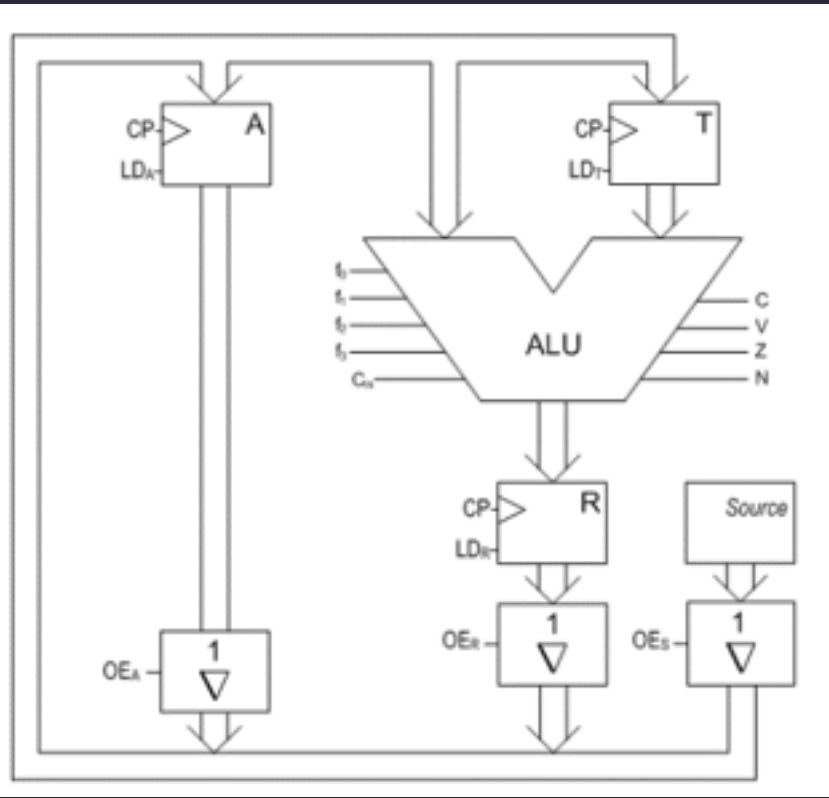 A
CP
LDA
T
CP
LDT
f0
f1
f2
f3
CIN
ALU
C
V
Z
N
R
CP
LDR
Source
1
OEA
1
OER
1
OES